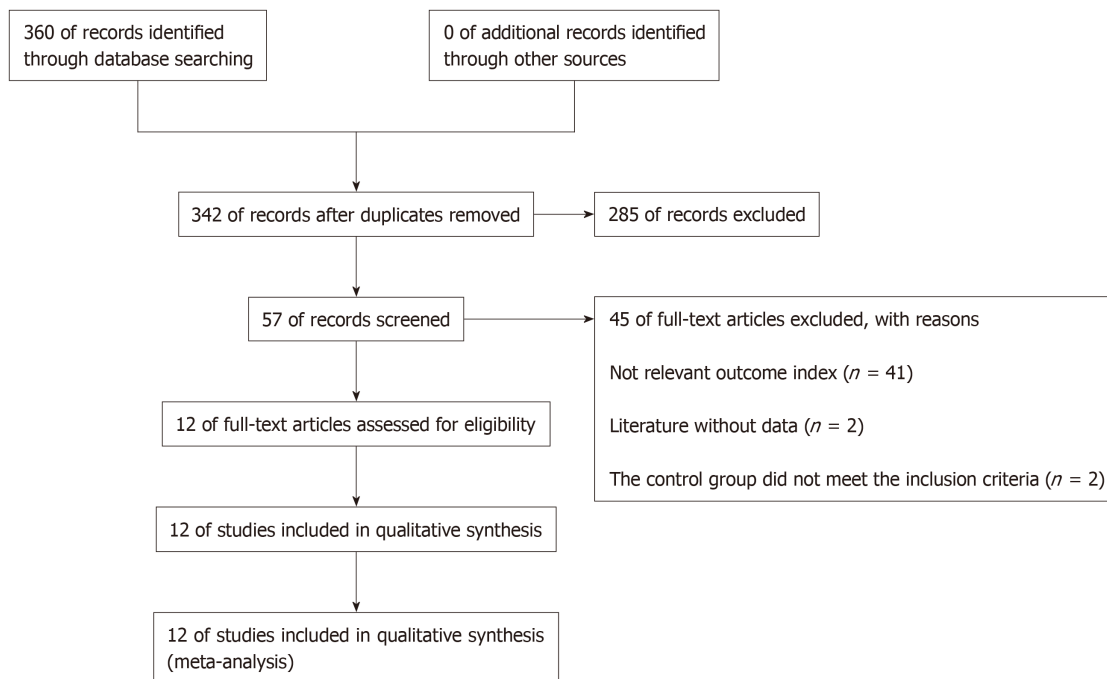 360 of records identified
through database searching
0 of additional records identified
through other sources
342 of records after duplicates removed
285 of records excluded
57 of records screened
45 of full-text articles excluded, with reasons
Not relevant outcome index (n = 41)
Literature without data (n = 2)
The control group did not meet the inclusion criteria (n = 2)
12 of full-text articles assessed for eligibility
12 of studies included in qualitative synthesis
12 of studies included in qualitative synthesis
(meta-analysis)